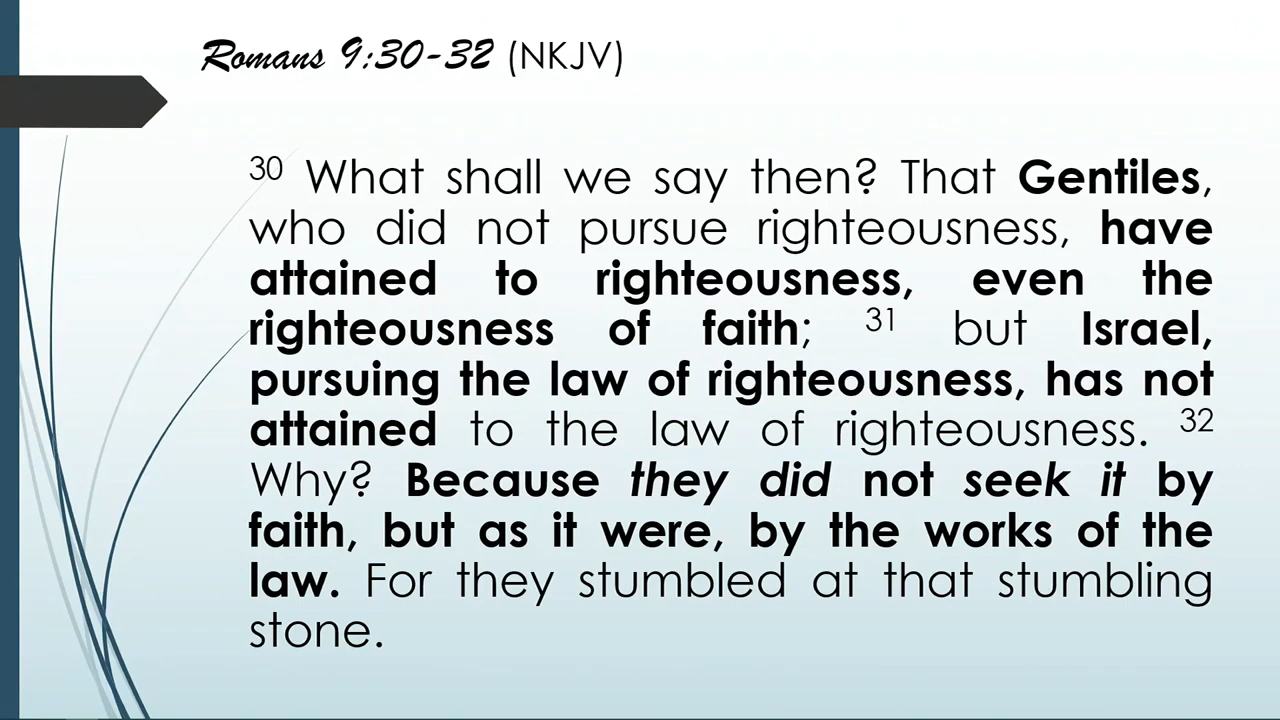 Romans 9:30-32 (NKJV)
30 What shall we say then? That Gentiles,
who did not pursue righteousness, have
attained to righteousness, even the
righteousness of faith; 31 but Israel,
pursuing the law of righteousness, has not
attained to the law of righteousness. 32
Why? Because they did not seek it by
faith, but as it were, by the works of the
law. For they stumbled at that stumbling
stone.